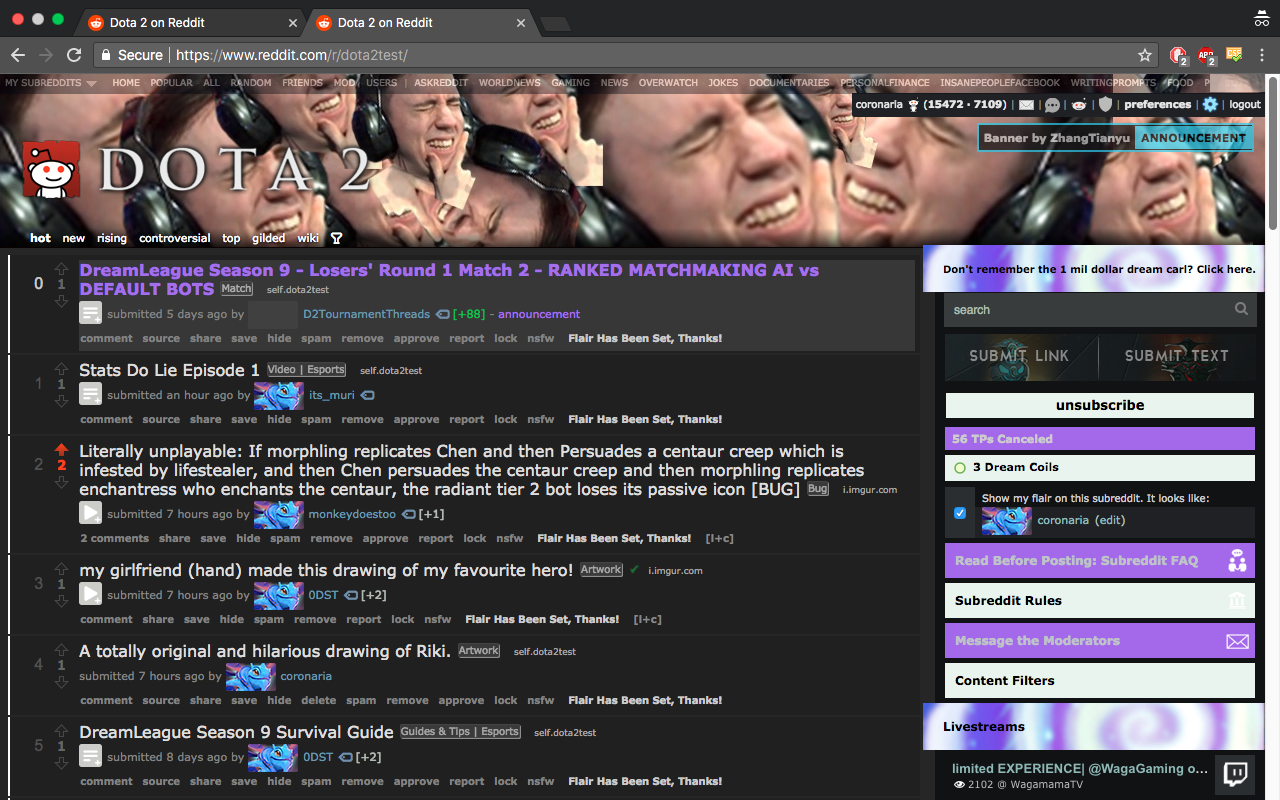 Dota 2 on Reddit
Dota 2 on Reddit
Secure https://www.reddit.com/r/dota2test/
2 ABP 2
MY SUBREDDITS HOME POPULAR ALL RANDOM FRIENDS MOD USERS | ASKREDDIT WORLDNEWS GAMING NEWS OVERWATCH JOKES DOCUMENTARIES PERSONALFINANCE INSANEPEOPLEFACEBOOK WRITINGPROMPTS FOOD P
coronaria (15472 · 7109) | | | | | preferences | | logout
Banner by ZhangTianyu ANNOUNCEMENT
DOTA 2
hot new rising controversial top gilded wiki
0 1 DreamLeague Season 9 - Losers' Round 1 Match 2 - RANKED MATCHMAKING AI vs
DEFAULT BOTS Match self.dota2test
submitted 5 days ago by D2TournamentThreads [+88] - announcement
comment source share save hide spam remove approve report lock nsfw Flair Has Been Set, Thanks!
1 1 Stats Do Lie Episode 1 Video | Esports self.dota2test
submitted an hour ago by its_muri
comment source share save hide spam remove approve report lock nsfw Flair Has Been Set, Thanks!
2 2 Literally unplayable: If morphling replicates Chen and then Persuades a centaur creep which is
infested by lifestealer, and then Chen persuades the centaur creep and then morphling replicates
enchantress who enchants the centaur, the radiant tier 2 bot loses its passive icon [BUG] Bug i.imgur.com
submitted 7 hours ago by monkeydoestoo [+1]
2 comments share save hide spam remove approve report lock nsfw Flair Has Been Set, Thanks! [l+c]
3 1 my girlfriend (hand) made this drawing of my favourite hero! Artwork ✔ i.imgur.com
submitted 7 hours ago by 0DST [+2]
comment share save hide spam remove report lock nsfw Flair Has Been Set, Thanks! [l+c]
4 1 A totally original and hilarious drawing of Riki. Artwork self.dota2test
submitted 7 hours ago by coronaria
comment source share save hide delete spam remove approve lock nsfw Flair Has Been Set, Thanks!
5 1 DreamLeague Season 9 Survival Guide Guides & Tips | Esports self.dota2test
submitted 8 days ago by 0DST [+2]
comment source share save hide spam remove approve report lock nsfw Flair Has Been Set, Thanks!
Don't remember the 1 mil dollar dream carl? Click here.
search
SUBMIT LINK SUBMIT TEXT
unsubscribe
56 TPs Canceled
3 Dream Coils
Show my flair on this subreddit. It looks like:
coronaria (edit)
Read Before Posting: Subreddit FAQ
Subreddit Rules
Message the Moderators
Content Filters
Livestreams
limited EXPERIENCE| @WagaGaming o...
2102 @ WagamamaTV